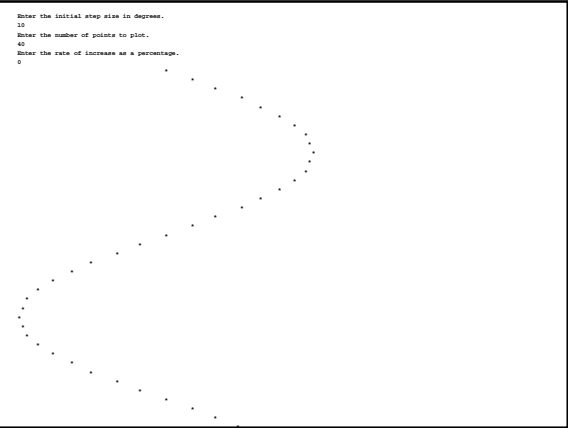 Enter the initial step size in degrees.
10
Enter the number of points to plot.
40
Enter the rate of increase as a percentage.
0